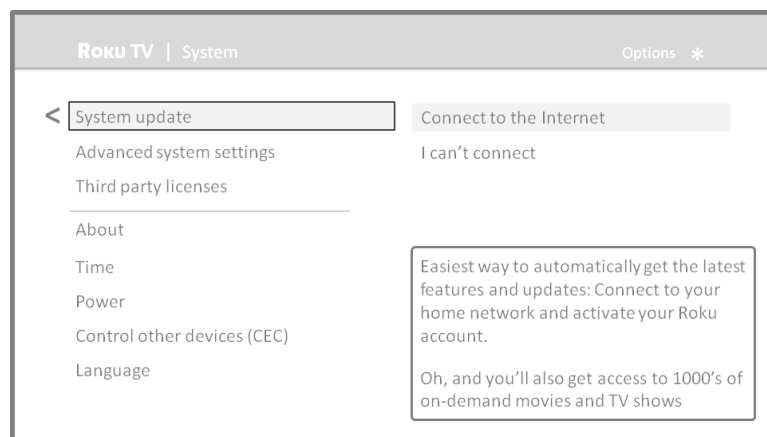 ROKU TV | System
Options *
< System update
Advanced system settings
Third party licenses
About
Time
Power
Control other devices (CEC)
Language
Connect to the Internet
I can't connect
Easiest way to automatically get the latest
features and updates: Connect to your
home network and activate your Roku
account.
Oh, and you'll also get access to 1000's of
on-demand movies and TV shows